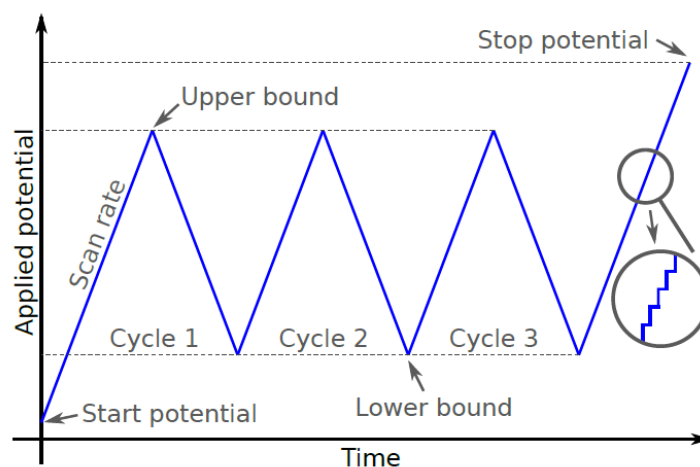 Stop potential
Upper bound
Applied potential
Scan rate
Cycle 1
Cycle 2
Cycle 3
Start potential
Lower bound
Time